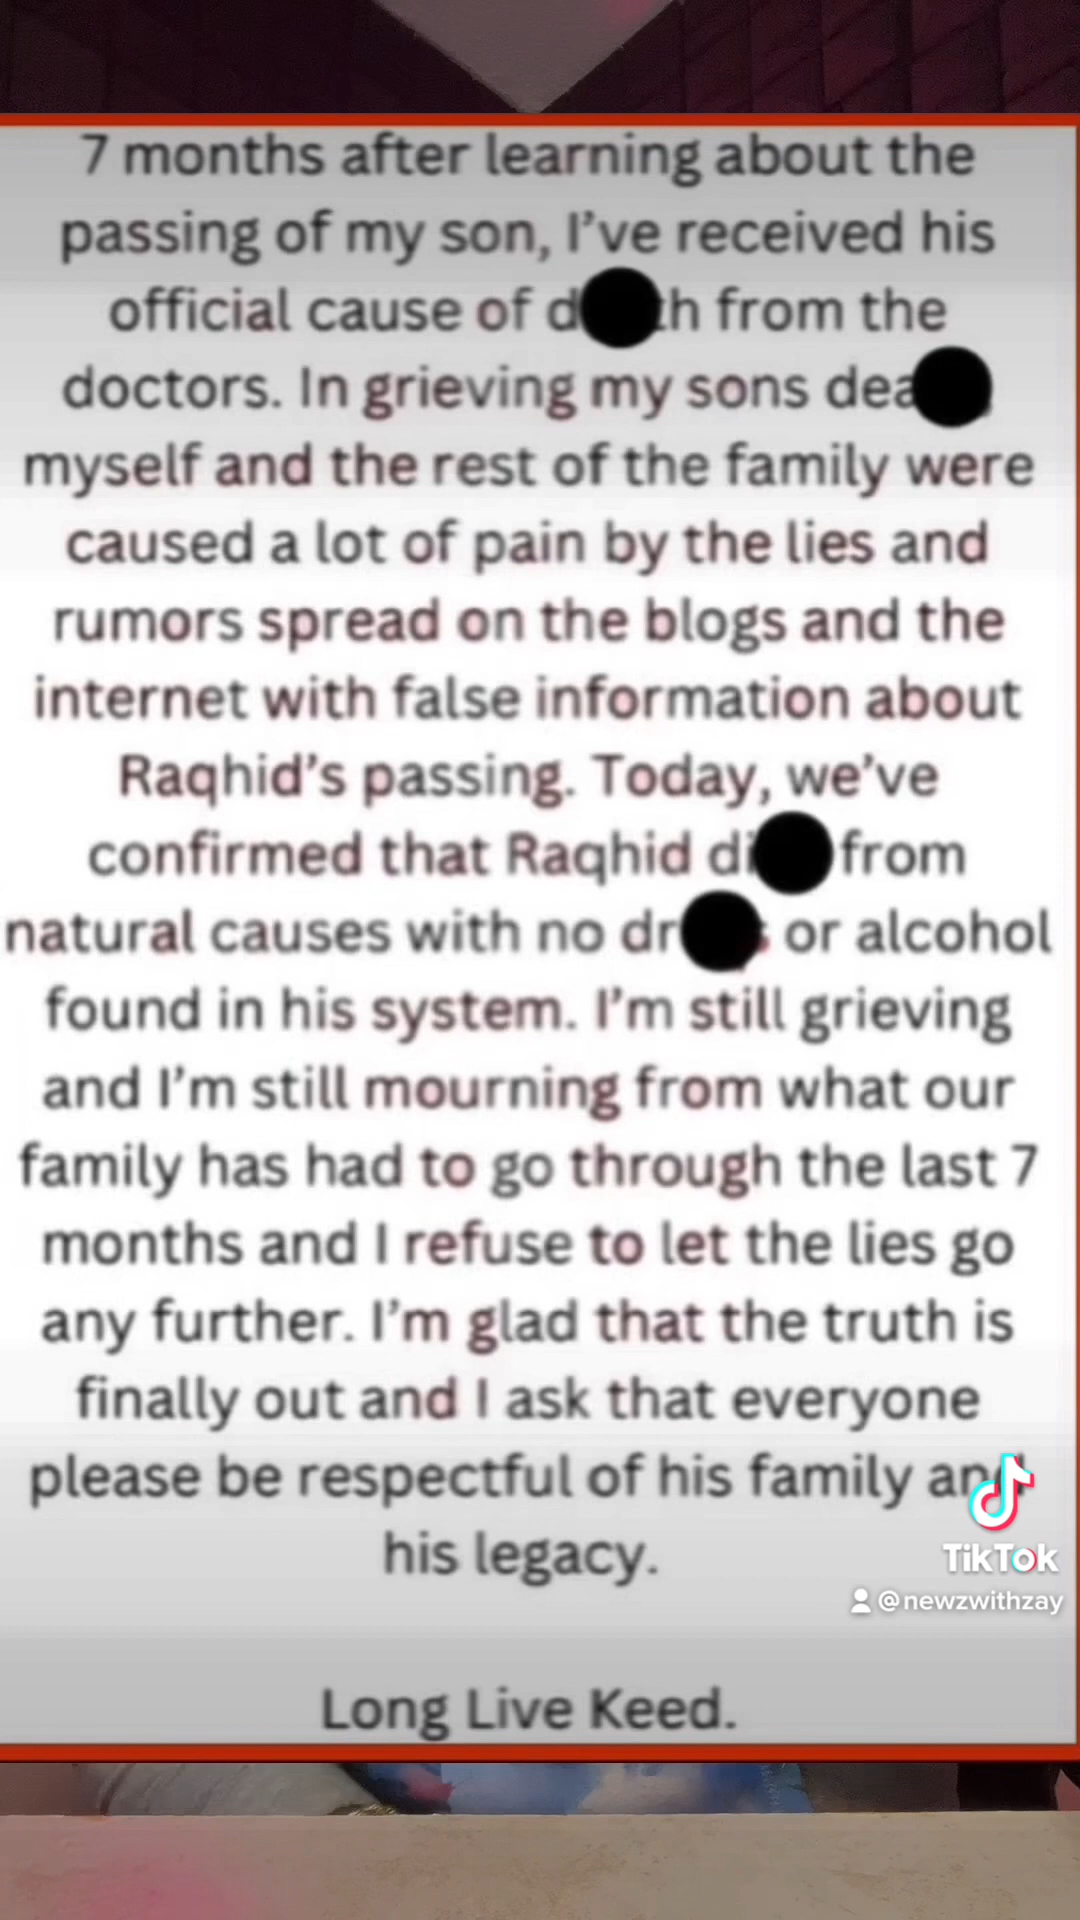 7 months after learning about the
passing of my son, I've received his
official cause of d h from the
doctors. In grieving my sons dea
myself and the rest of the family were
caused a lot of pain by the lies and
rumors spread on the blogs and the
internet with false information about
Raqhid's passing. Today, we've
confirmed that Raqhid di from
natural causes with no dr s or alcohol
found in his system. I'm still grieving
and I'm still mourning from what our
family has had to go through the last 7
months and I refuse to let the lies go
any further. I'm glad that the truth is
finally out and I ask that everyone
please be respectful of his family and
his legacy.
TikTok
@newzwithzay
Long Live Keed.